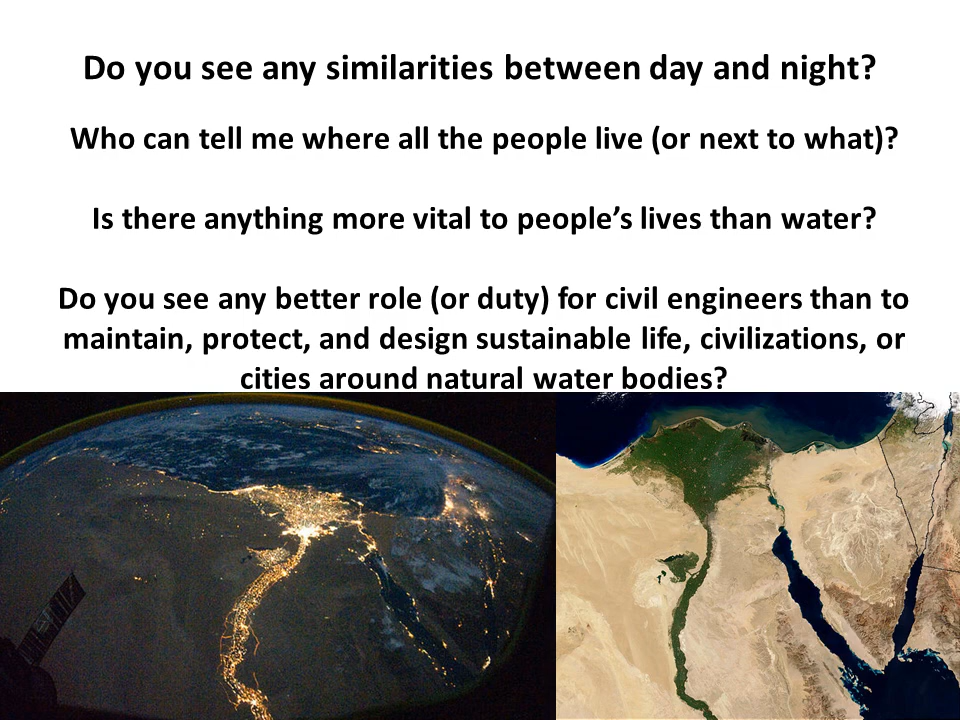 Do you see any similarities between day and night?
Who can tell me where all the people live (or next to what)?
Is there anything more vital to people’s lives than water?
Do you see any better role (or duty) for civil engineers than to
maintain, protect, and design sustainable life, civilizations, or
cities around natural water bodies?